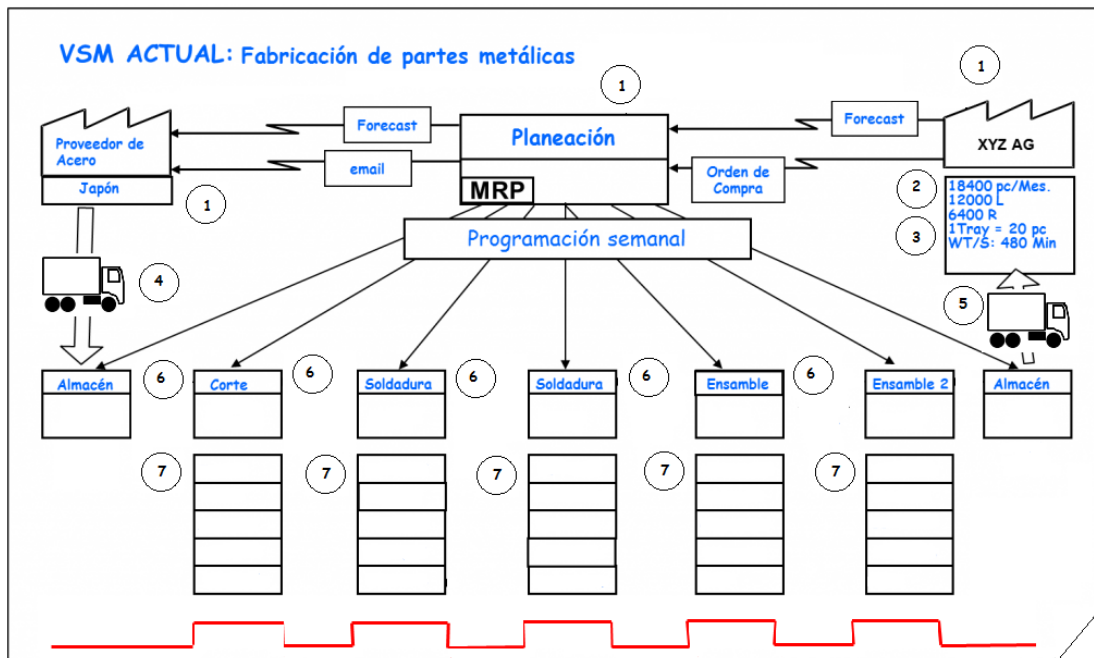 VSM ACTUAL: Fabricación de partes metálicas
1
1
Forecast
Planeación
Forecast
Proveedor de
Acero
XYZ AG
email
Orden de
Compra
Japón
MRP
1
2
18400 pc/Mes.
12000 L
6400 R
3
1Tray = 20 pc
WT/S: 480 Min
Programación semanal
4
5
Almacén
6
Corte
6
Soldadura
6
Soldadura
6
Ensamble
6
Ensamble 2
Almacén
7
7
7
7
7